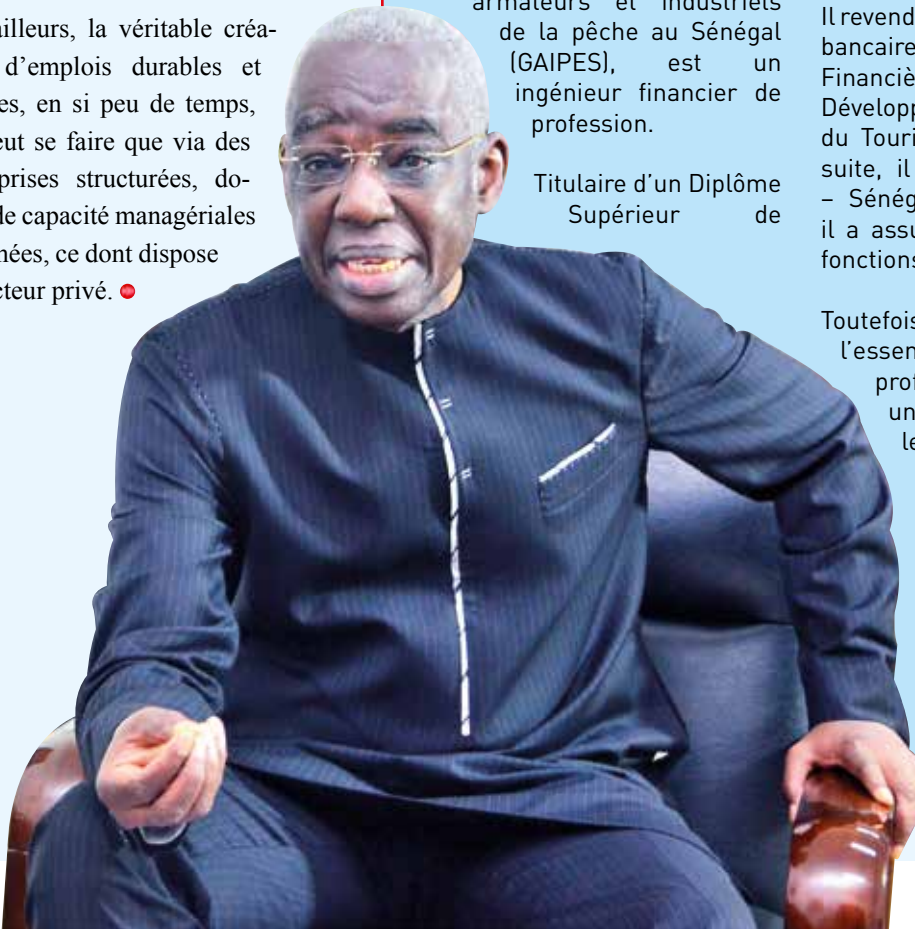 ailleurs, la véritable créa-
d’emplois durables et
es, en si peu de temps,
eut se faire que via des
prises structurées, do-
de capacité managériales
nées, ce dont dispose
cteur privé.
armateurs et industriels
de la pêche au Sénégal
(GAIPES), est un
ingénieur financier de
profession.
Titulaire d’un Diplôme
Supérieur de
Il revend
bancaire
Financiè
Développ
du Touri
suite, il
– Sénég
il a assu
fonctions
Toutefois
l’essen
prof
un
le